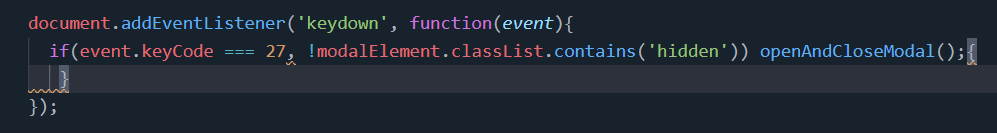 document.addEventListener('keydown', function(event){
if(event.keyCode === 27, !modalElement.classList.contains('hidden')) openAndCloseModal();{
}
});